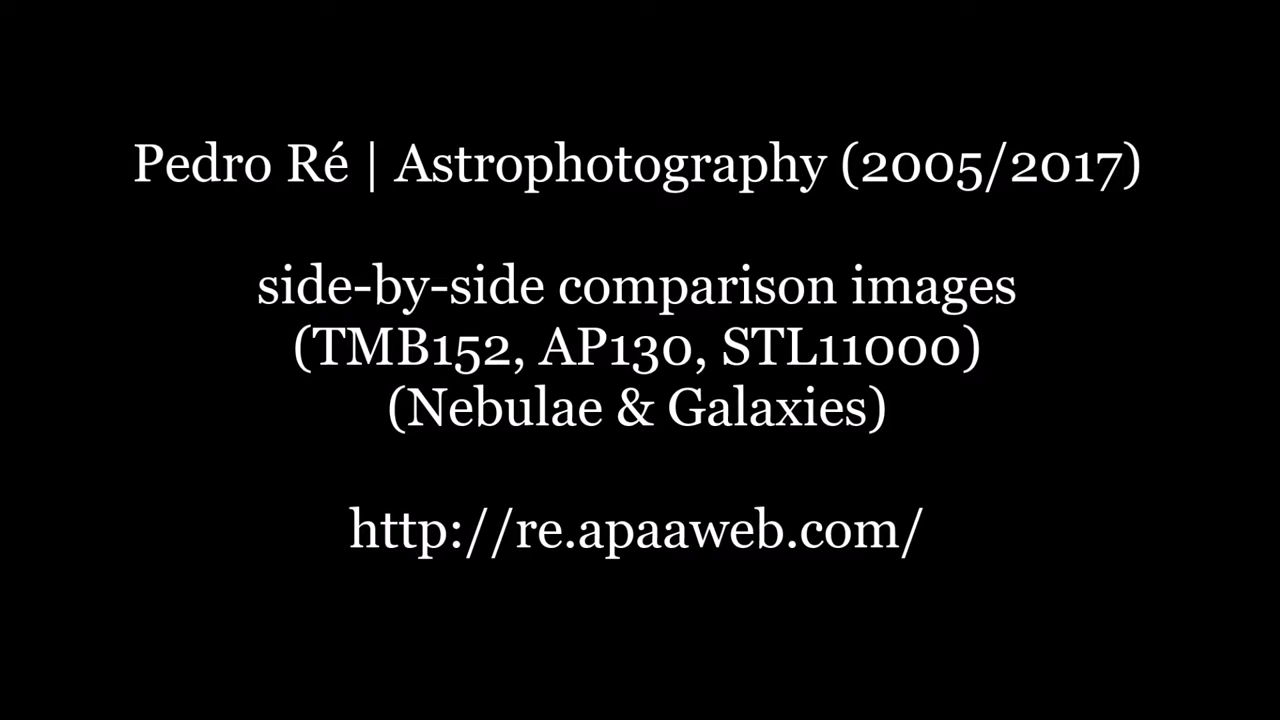 Pedro Ré | Astrophotography (2005/2017)
side-by-side comparison images
(TMB152, AP130, STL11000)
(Nebulae & Galaxies)
http://re.apaaweb.com/